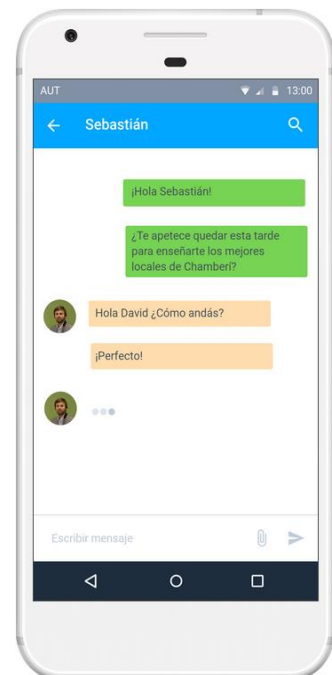 AUT 13:00
Sebastián
¡Hola Sebastián!
¿Te apetece quedar esta tarde
para enseñarte los mejores
locales de Chamberí?
Hola David ¿Cómo andás?
¡Perfecto!
Escribir mensaje